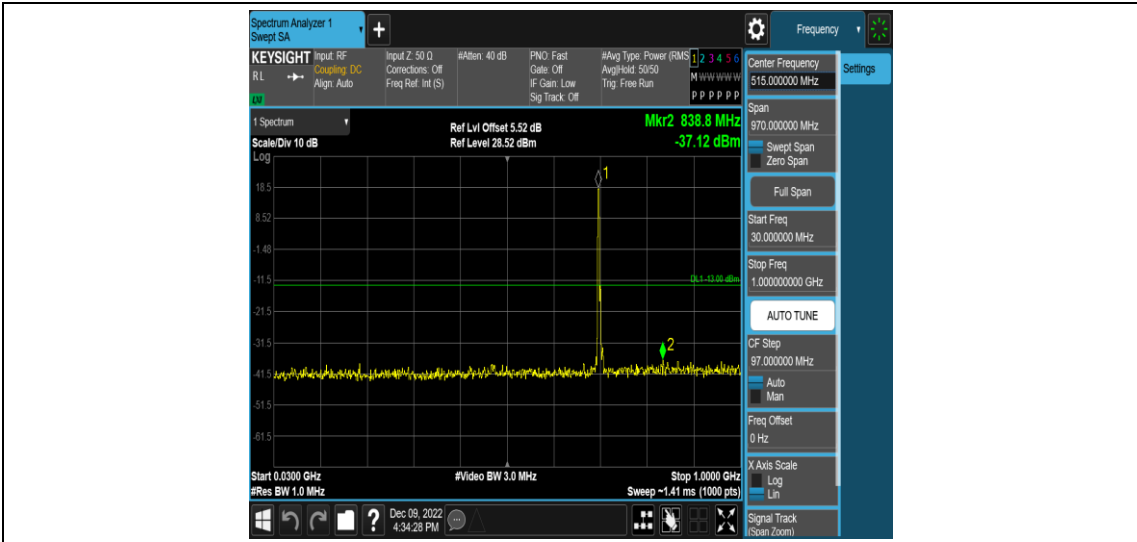 Spectrum Analyzer 1
Swept SA
+
Frequency
KEYSIGHT
RL
LXI
Input: RF
Coupling: DC
Align: Auto
Input Z: 50 Ω
Corrections: Off
Freq Ref: Int (S)
#Atten: 40 dB
PNO: Fast
Gate: Off
IF Gain: Low
Sig Track: Off
#Avg Type: Power (RMS
Avg|Hold: 50/50
Trig: Free Run
1 2 3 4 5 6
M W W W W W
P P P P P P
1 Spectrum
Scale/Div 10 dB
Ref Lvl Offset 5.52 dB
Ref Level 28.52 dBm
Mkr2 838.8 MHz
-37.12 dBm
Log
1
18.5
8.52
-1.48
-11.5
DL1 -13.00 dBm
-21.5
-31.5
2
-41.5
-51.5
-61.5
Start 0.0300 GHz
#Res BW 1.0 MHz
#Video BW 3.0 MHz
Stop 1.0000 GHz
Sweep ~1.41 ms (1000 pts)
?
Dec 09, 2022
4:34:28 PM
Center Frequency
515.000000 MHz
Settings
Span
970.000000 MHz
Swept Span
Zero Span
Full Span
Start Freq
30.000000 MHz
Stop Freq
1.000000000 GHz
AUTO TUNE
CF Step
97.000000 MHz
Auto
Man
Freq Offset
0 Hz
X Axis Scale
Log
Lin
Signal Track
(Span Zoom)